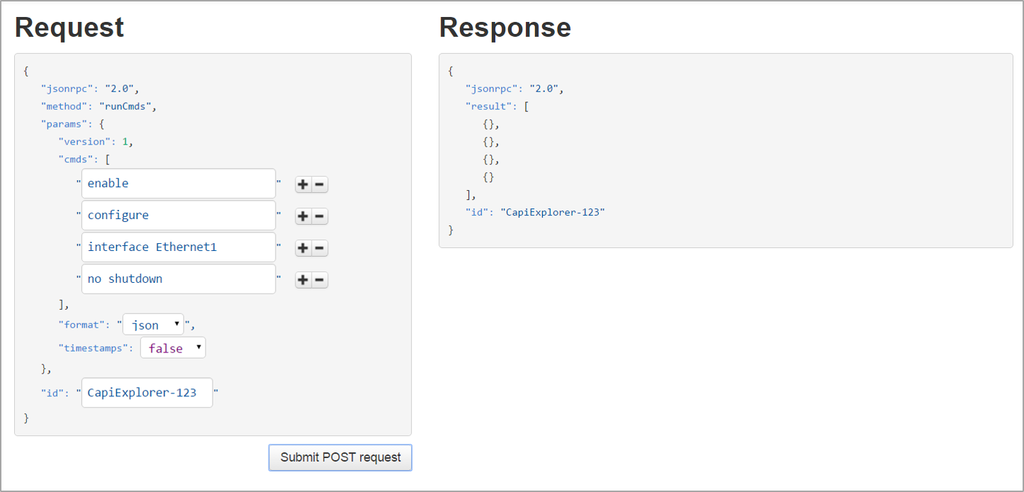 Request
{
"jsonrpc": "2.0",
"method": "runCmds",
"params": {
"version": 1,
"cmds": [
"enable"
"configure"
"interface Ethernet1"
"no shutdown"
],
"format": "json",
"timestamps": false
},
"id": "CapiExplorer-123"
}
Submit POST request
Response
{
"jsonrpc": "2.0",
"result": [
{},
{},
{},
{}
],
"id": "CapiExplorer-123"
}